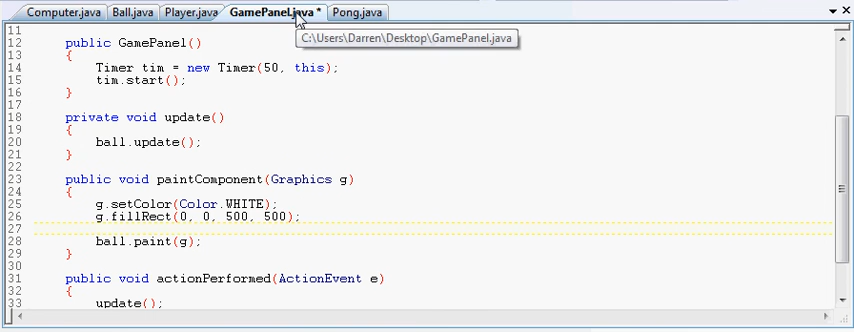 Computer.java Ball.java Player.java GamePanel.java * Pong.java
C:\Users\Darren\Desktop\GamePanel.java
11
12 public GamePanel()
13 {
14 Timer tim = new Timer(50, this);
15 tim.start();
16 }
17
18 private void update()
19 {
20 ball.update();
21 }
22
23 public void paintComponent(Graphics g)
24 {
25 g.setColor(Color.WHITE);
26 g.fillRect(0, 0, 500, 500);
27
28 ball.paint(g);
29 }
30
31 public void actionPerformed(ActionEvent e)
32 {
33 update();